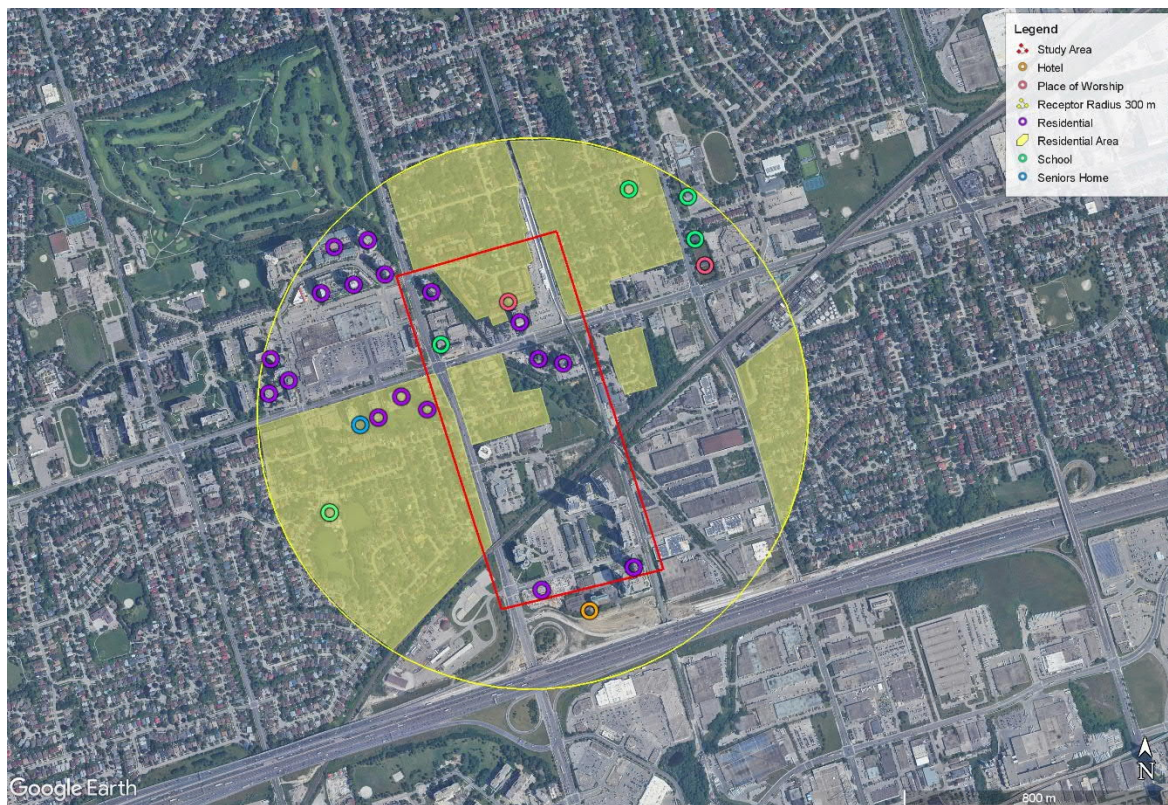 Legend
Study Area
Hotel
Place of Worship
Receptor Radius 300 m
Residential
Residential Area
School
Seniors Home
N
Google Earth
800 m